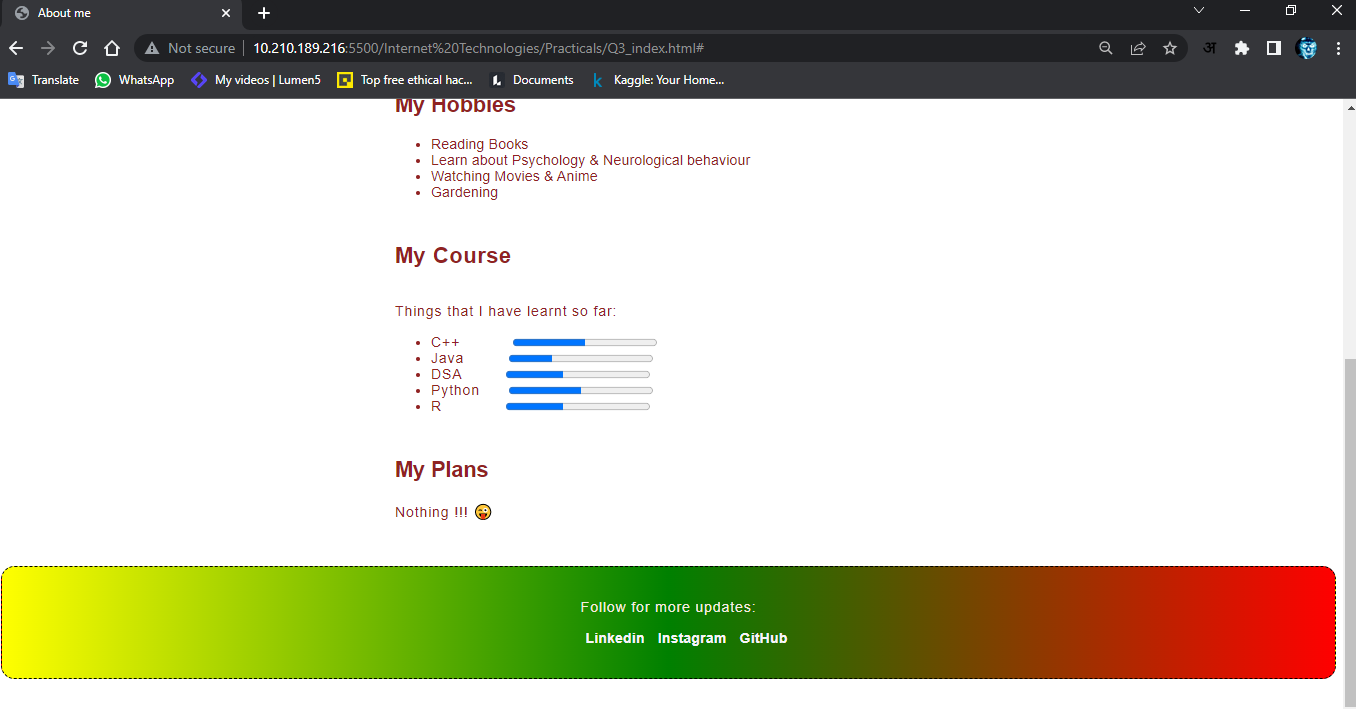 About me
Not secure 10.210.189.216:5500/Internet%20Technologies/Practicals/Q3_index.html#
अ
Translate WhatsApp My videos | Lumen5 Top free ethical hac... Documents Kaggle: Your Home...
My Hobbies
• Reading Books
• Learn about Psychology & Neurological behaviour
• Watching Movies & Anime
• Gardening
My Course
Things that I have learnt so far:
• C++
• Java
• DSA
• Python
• R
My Plans
Nothing !!! 😜
Follow for more updates:
Linkedin Instagram GitHub